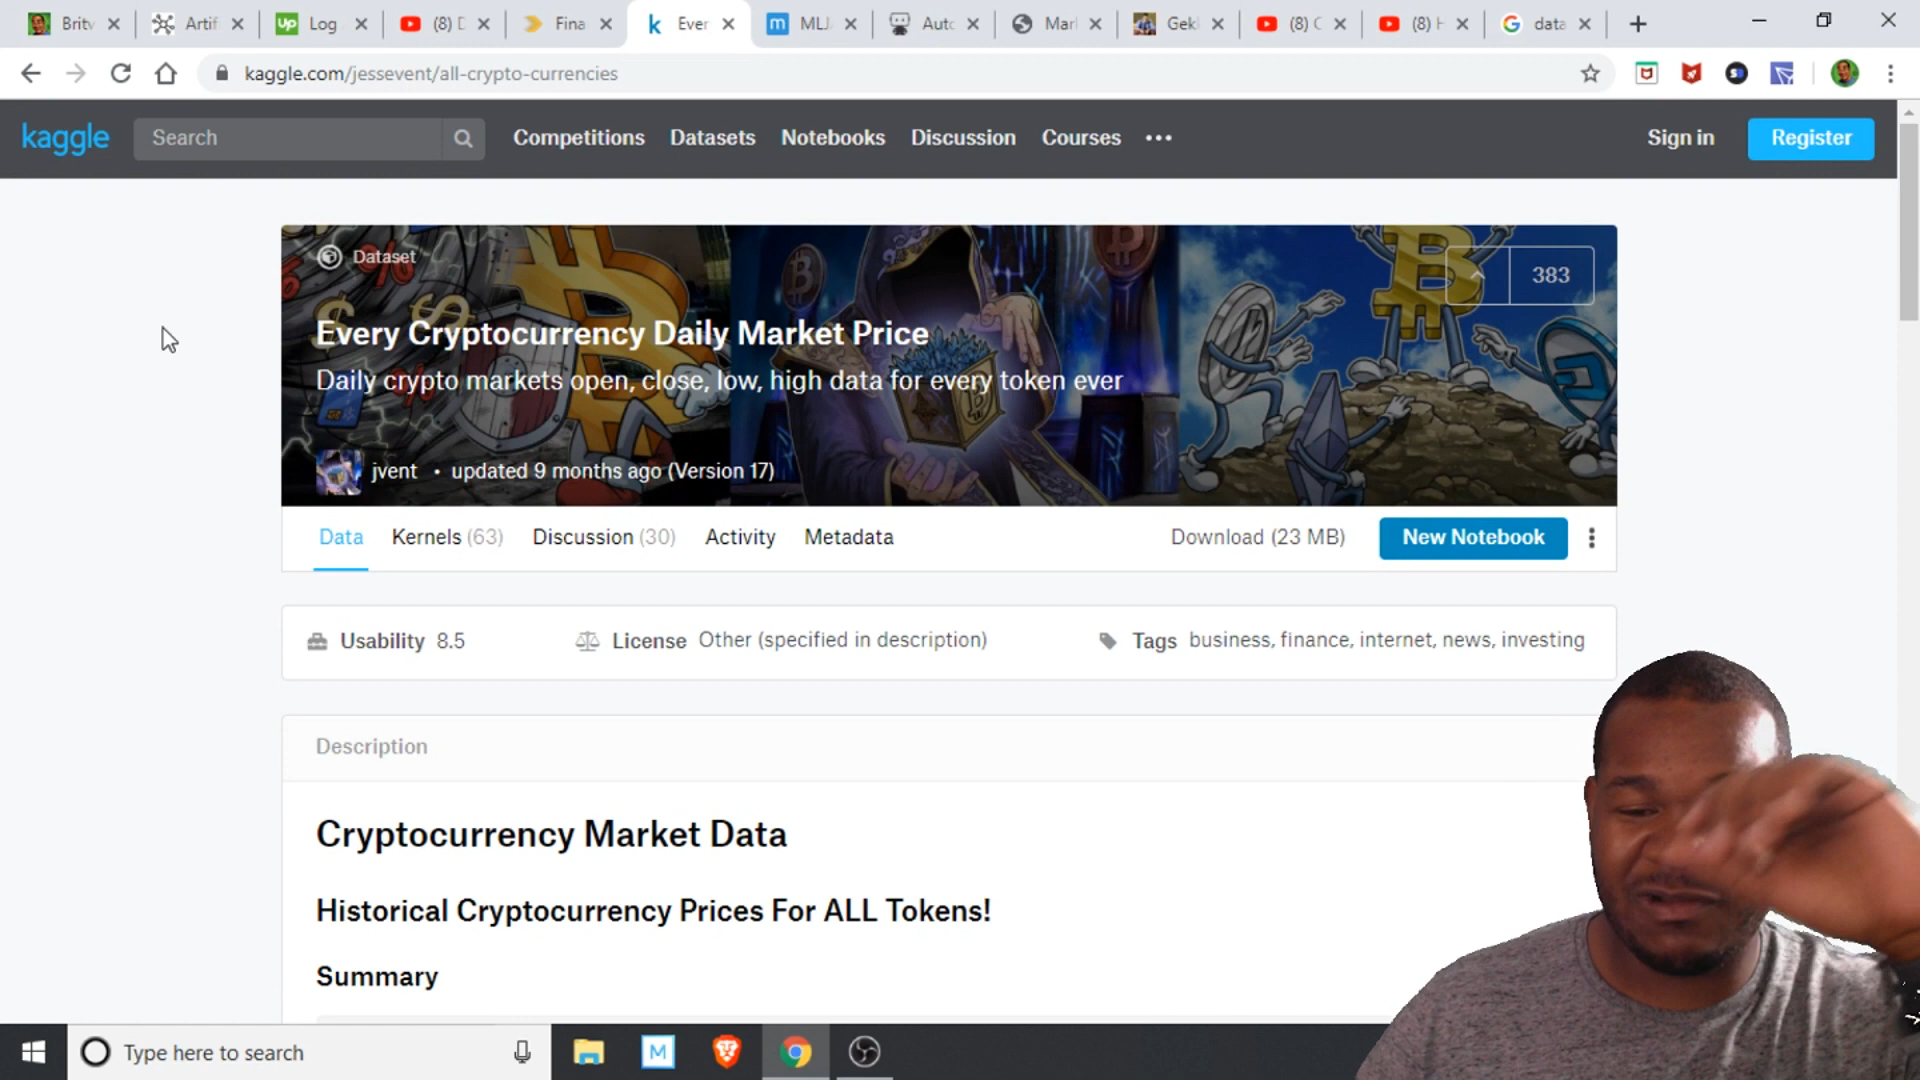 Britv
Artif
Log
(8) D
Fina
Ever
MLJ
Auto
Marl
Gek
(8) C
(8) H
data
kaggle.com/jessevent/all-crypto-currencies
kaggle
Search
Competitions
Datasets
Notebooks
Discussion
Courses
Sign in
Register
Dataset
383
Every Cryptocurrency Daily Market Price
Daily crypto markets open, close, low, high data for every token ever
jvent • updated 9 months ago (Version 17)
Data
Kernels (63)
Discussion (30)
Activity
Metadata
Download (23 MB)
New Notebook
Usability 8.5
License Other (specified in description)
Tags business, finance, internet, news, investing
Description
Cryptocurrency Market Data
Historical Cryptocurrency Prices For ALL Tokens!
Summary
Type here to search